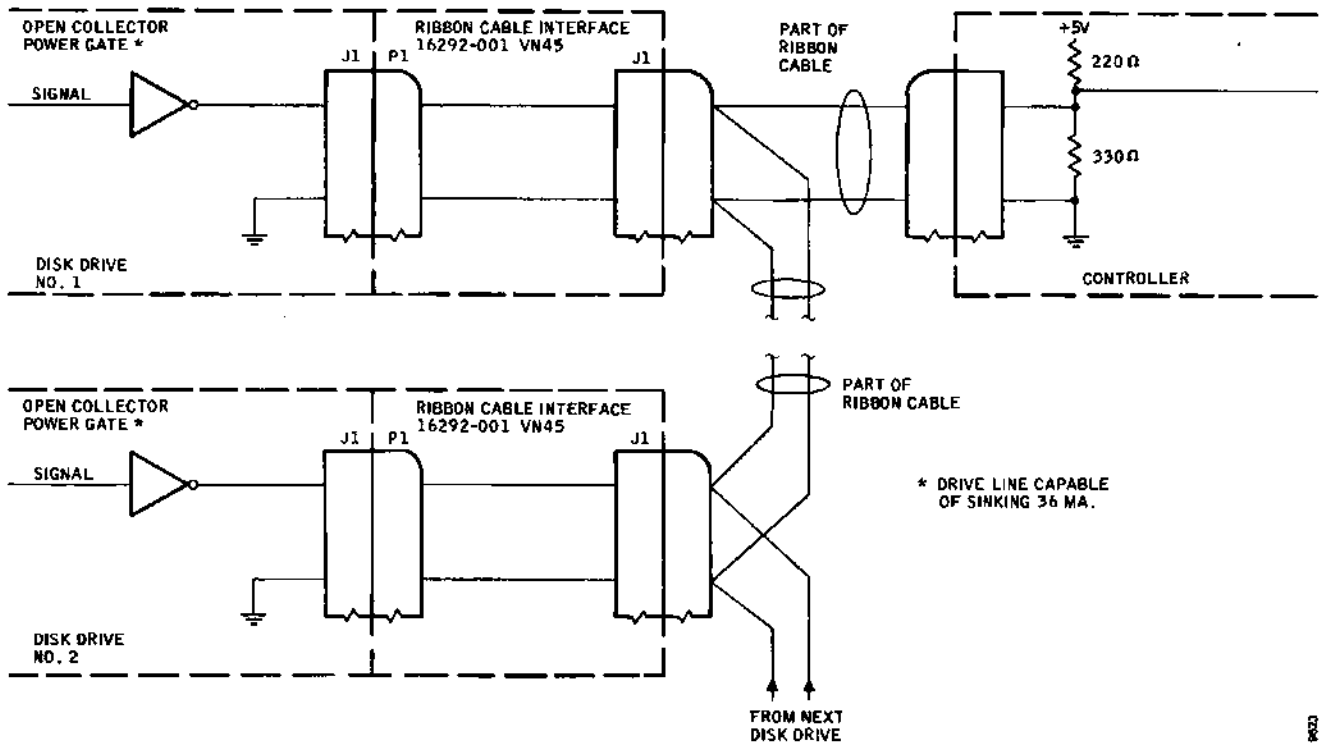 OPEN COLLECTOR
POWER GATE *
RIBBON CABLE INTERFACE
16292-001 VN45
J1 P1
J1
SIGNAL
PART OF
RIBBON
CABLE
+5V
220Ω
330Ω
DISK DRIVE
NO. 1
CONTROLLER
PART OF
RIBBON CABLE
OPEN COLLECTOR
POWER GATE *
RIBBON CABLE INTERFACE
16292-001 VN45
J1 P1
J1
SIGNAL
* DRIVE LINE CAPABLE
OF SINKING 36 MA.
DISK DRIVE
NO. 2
FROM NEXT
DISK DRIVE